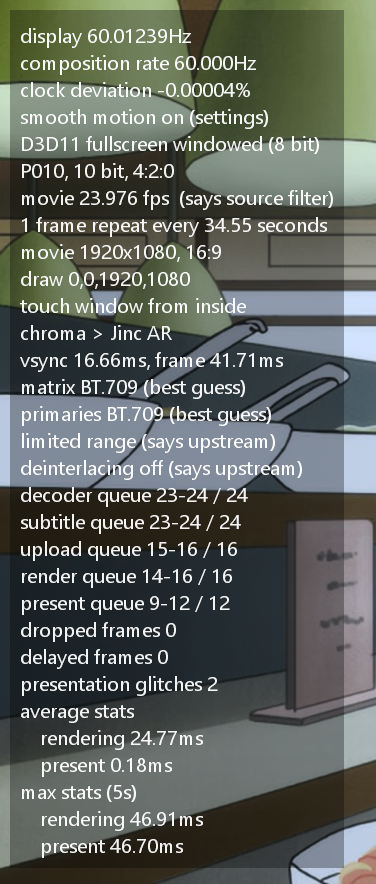 display 60.01239Hz
composition rate 60.000Hz
clock deviation -0.00004%
smooth motion on (settings)
D3D11 fullscreen windowed (8 bit)
P010, 10 bit, 4:2:0
movie 23.976 fps  (says source filter)
1 frame repeat every 34.55 seconds
movie 1920x1080, 16:9
draw 0,0,1920,1080
touch window from inside
chroma > Jinc AR
vsync 16.66ms, frame 41.71ms
matrix BT.709 (best guess)
primaries BT.709 (best guess)
limited range (says upstream)
deinterlacing off (says upstream)
decoder queue 23-24 / 24
subtitle queue 23-24 / 24
upload queue 15-16 / 16
render queue 14-16 / 16
present queue 9-12 / 12
dropped frames 0
delayed frames 0
presentation glitches 2
average stats
rendering 24.77ms
present 0.18ms
max stats (5s)
rendering 46.91ms
present 46.70ms